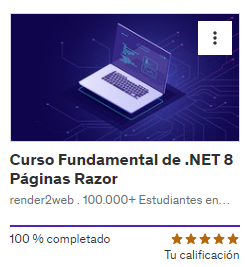 Curso Fundamental de .NET 8
Páginas Razor
render2web . 100.000+ Estudiantes en...
100 % completado
Tu calificación